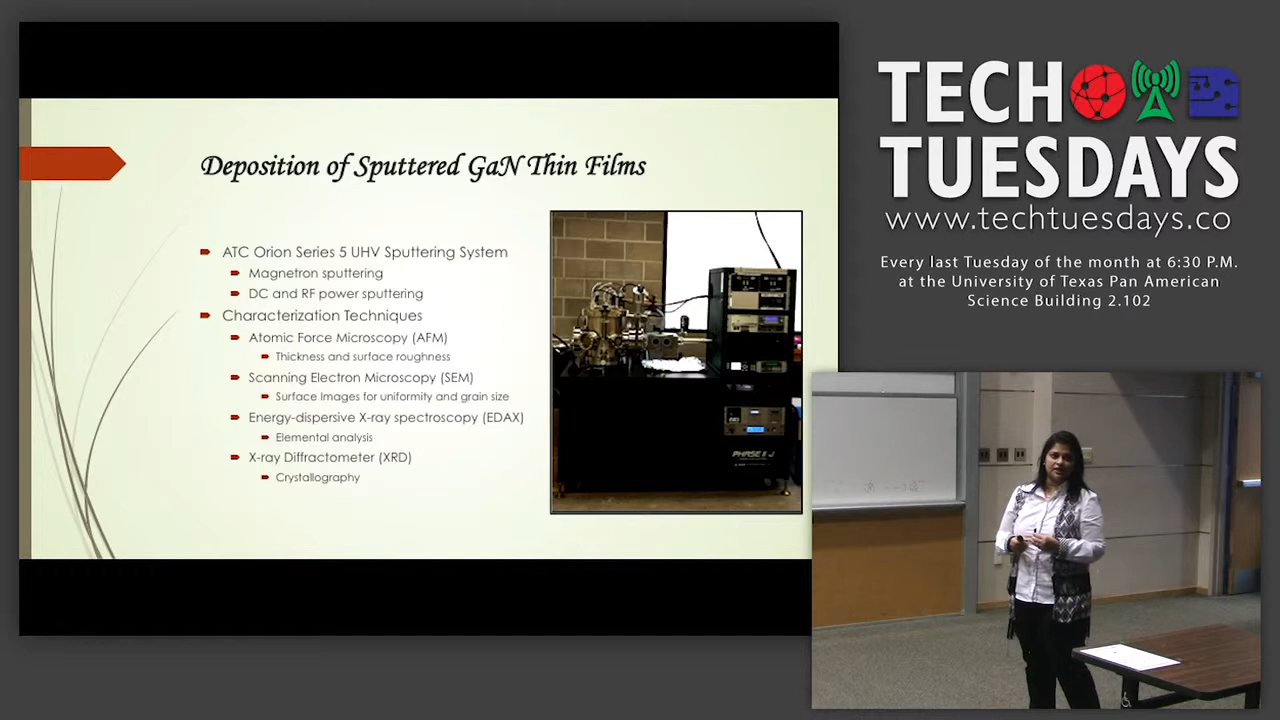 Deposition of Sputtered GaN Thin Films
ATC Orion Series 5 UHV Sputtering System
Magnetron sputtering
DC and RF power sputtering
Characterization Techniques
Atomic Force Microscopy (AFM)
Thickness and surface roughness
Scanning Electron Microscopy (SEM)
Surface Images for uniformity and grain size
Energy-dispersive X-ray spectroscopy (EDAX)
Elemental analysis
X-ray Diffractometer (XRD)
Crystallography
PHASE II J
TECH
TUESDAYS
www.techtuesdays.co
Every last Tuesday of the month at 6:30 P.M.
at the University of Texas Pan American
Science Building 2.102